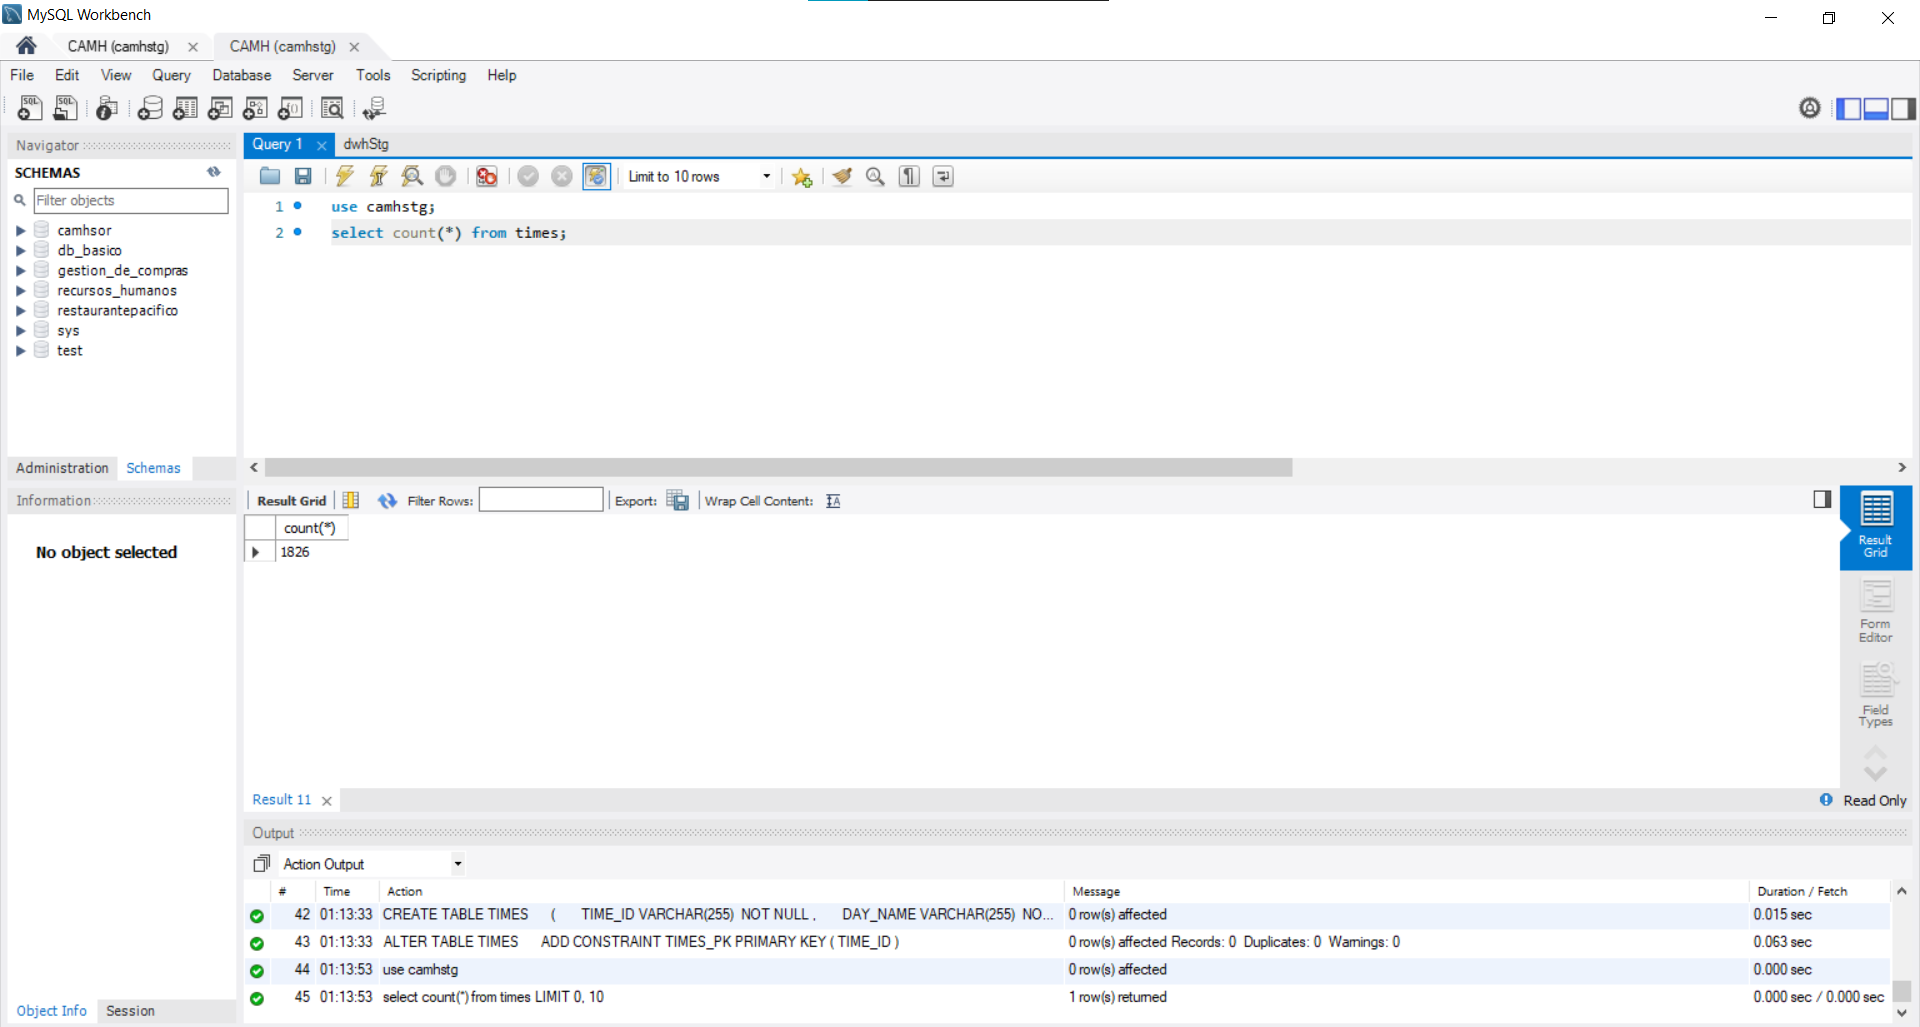 MySQL Workbench
CAMH (camhstg)
CAMH (camhstg)
File Edit View Query Database Server Tools Scripting Help
Navigator
SCHEMAS
Filter objects
camhsor
db_basico
gestion_de_compras
recursos_humanos
restaurantepacifico
sys
test
Administration Schemas
Information
No object selected
Object Info Session
Query 1 dwhStg
Limit to 10 rows
1 use camhstg;
2 select count(*) from times;
Result Grid Filter Rows: Export: Wrap Cell Content:
count(*)
1826
Result Grid
Form Editor
Field Types
Result 11
Read Only
Output
Action Output
# Time Action Message Duration / Fetch
42 01:13:33 CREATE TABLE TIMES ( TIME_ID VARCHAR(255) NOT NULL , DAY_NAME VARCHAR(255) NO... 0 row(s) affected 0.015 sec
43 01:13:33 ALTER TABLE TIMES ADD CONSTRAINT TIMES_PK PRIMARY KEY ( TIME_ID ) 0 row(s) affected Records: 0 Duplicates: 0 Warnings: 0 0.063 sec
44 01:13:53 use camhstg 0 row(s) affected 0.000 sec
45 01:13:53 select count(*) from times LIMIT 0, 10 1 row(s) returned 0.000 sec / 0.000 sec